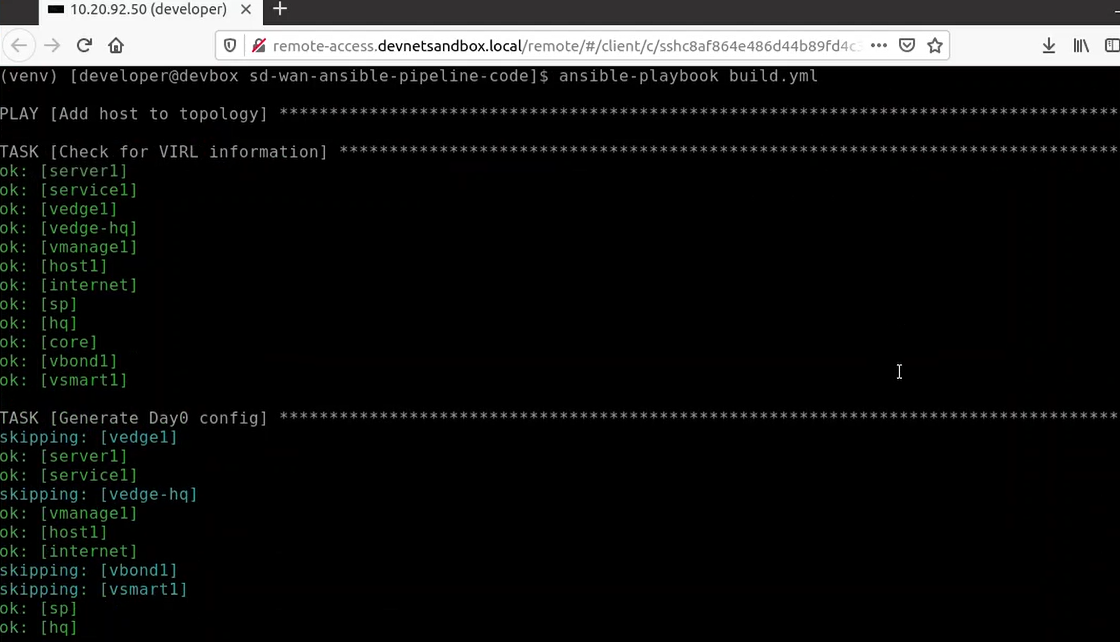 10.20.92.50 (developer)
remote-access.devnetsandbox.local/remote/#/client/c/sshc8af864e486d44b89fd4c
(venv) [developer@devbox sd-wan-ansible-pipeline-code]$ ansible-playbook build.yml
PLAY [Add host to topology] ************************************************************************************
TASK [Check for VIRL information] ******************************************************************************
ok: [server1]
ok: [service1]
ok: [vedge1]
ok: [vedge-hq]
ok: [vmanage1]
ok: [host1]
ok: [internet]
ok: [sp]
ok: [hq]
ok: [core]
ok: [vbond1]
ok: [vsmart1]
TASK [Generate Day0 config] ************************************************************************************
skipping: [vedge1]
ok: [server1]
ok: [service1]
skipping: [vedge-hq]
ok: [vmanage1]
ok: [host1]
ok: [internet]
skipping: [vbond1]
skipping: [vsmart1]
ok: [sp]
ok: [hq]